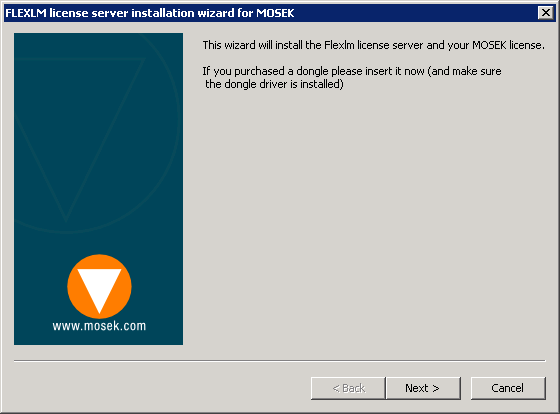 FLEXLM license server installation wizard for MOSEK
This wizard will install the Flexlm license server and your MOSEK license.
If you purchased a dongle please insert it now (and make sure
the dongle driver is installed)
www.mosek.com
< Back
Next >
Cancel